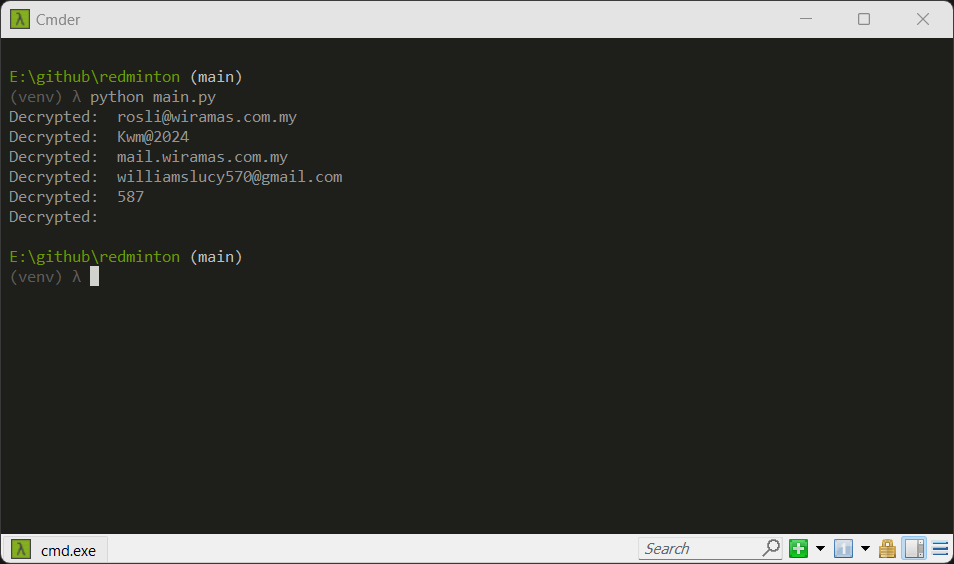 Cmder
E:\github\redminton (main)
(venv) λ python main.py
Decrypted:  rosli@wiramas.com.my
Decrypted:  Kwm@2024
Decrypted:  mail.wiramas.com.my
Decrypted:  williamslucy570@gmail.com
Decrypted:  587
Decrypted:
E:\github\redminton (main)
(venv) λ
cmd.exe
Search